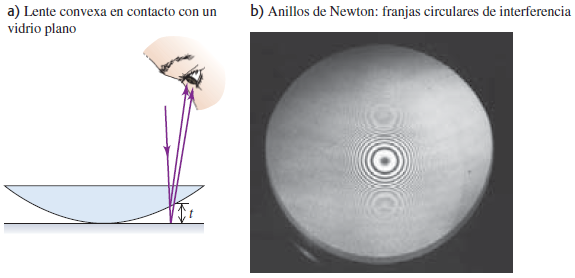 a) Lente convexa en contacto con un
vidrio plano
b) Anillos de Newton: franjas circulares de interferencia
t